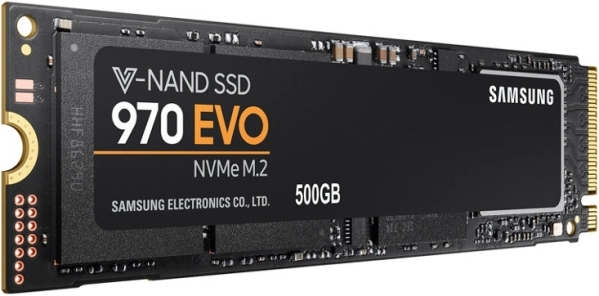 V-NAND SSD
970 EVO
NVMe M.2
SAMSUNG ELECTRONICS CO., LTD.
500GB
SAMSUNG